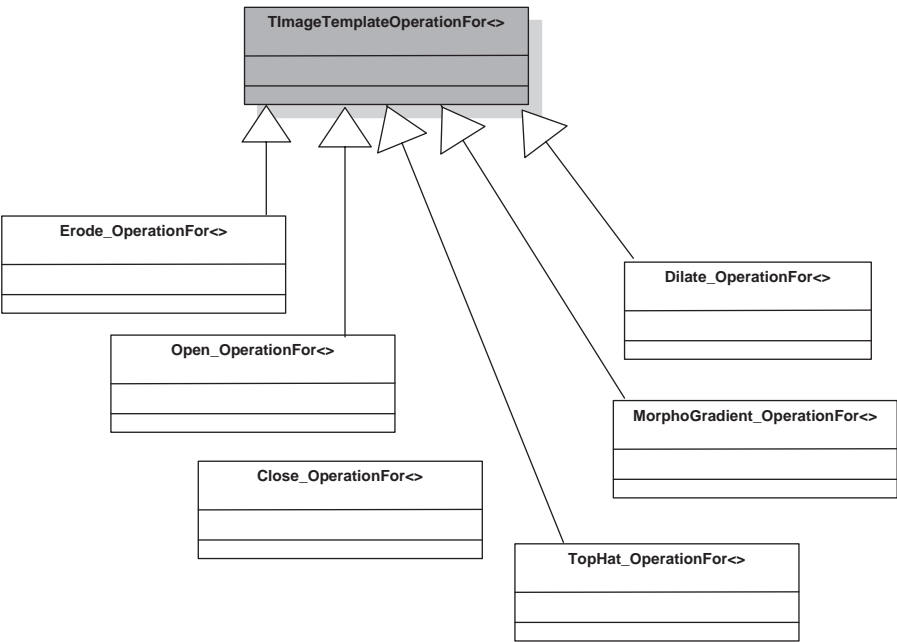 TImageTemplateOperationFor<>
Erode_OperationFor<>
Dilate_OperationFor<>
Open_OperationFor<>
MorphoGradient_OperationFor<>
Close_OperationFor<>
TopHat_OperationFor<>